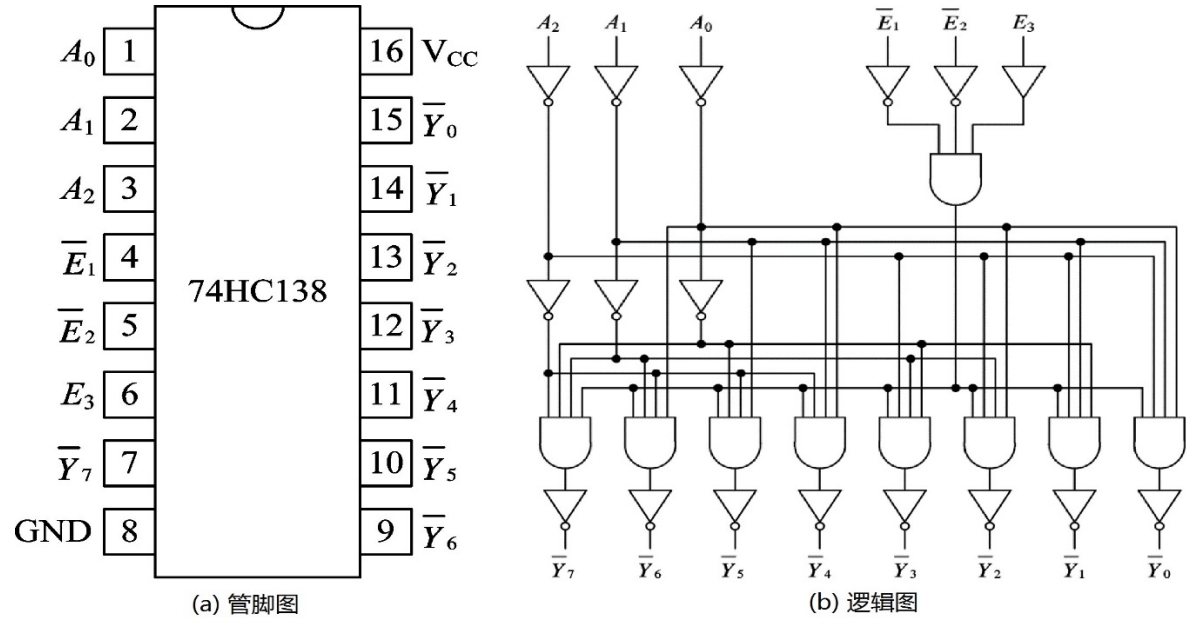 A₀ 1 16 V_CC
A₁ 2 15 Y̅₀
A₂ 3 14 Y̅₁
E̅₁ 4 13 Y̅₂
74HC138
E̅₂ 5 12 Y̅₃
E₃ 6 11 Y̅₄
Y̅₇ 7 10 Y̅₅
GND 8 9 Y̅₆
(a) 管脚图
A₂ A₁ A₀ E̅₁ E̅₂ E₃
Y̅₇ Y̅₆ Y̅₅ Y̅₄ Y̅₃ Y̅₂ Y̅₁ Y̅₀
(b) 逻辑图